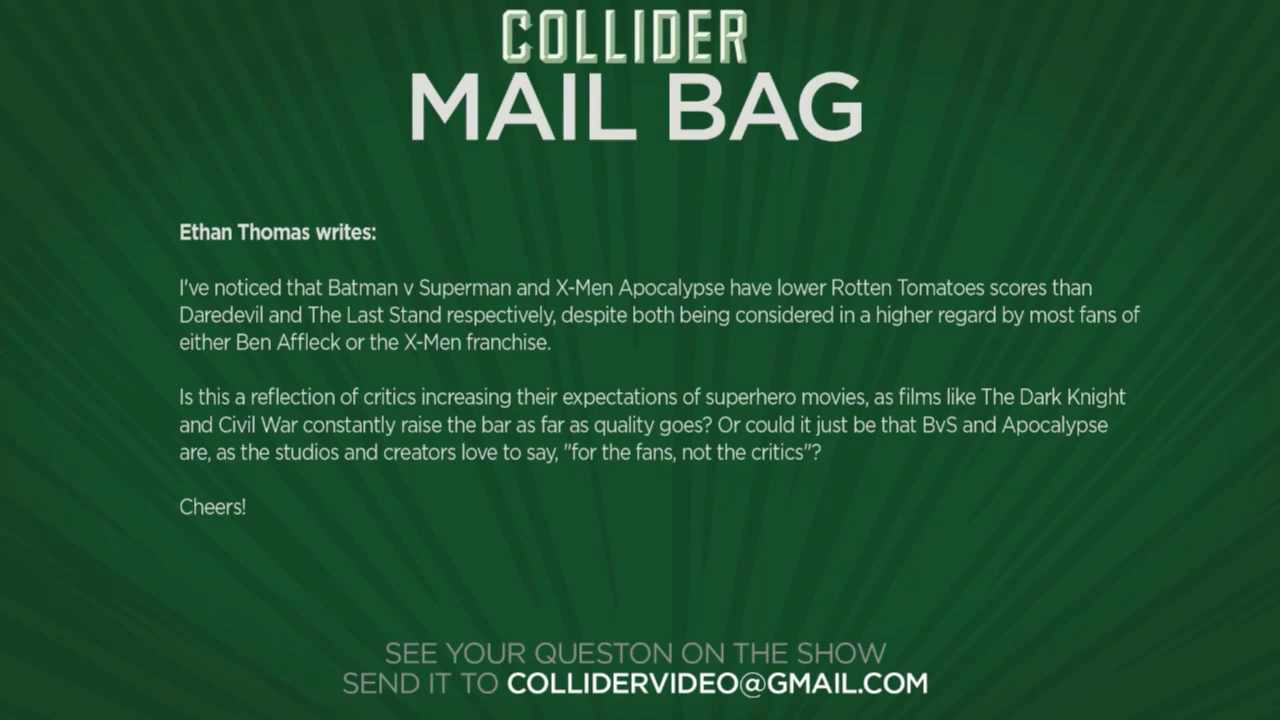 COLLIDER
MAIL BAG
Ethan Thomas writes:
I've noticed that Batman v Superman and X-Men Apocalypse have lower Rotten Tomatoes scores than
Daredevil and The Last Stand respectively, despite both being considered in a higher regard by most fans of
either Ben Affleck or the X-Men franchise.
Is this a reflection of critics increasing their expectations of superhero movies, as films like The Dark Knight
and Civil War constantly raise the bar as far as quality goes? Or could it just be that BvS and Apocalypse
are, as the studios and creators love to say, "for the fans, not the critics"?
Cheers!
SEE YOUR QUESTON ON THE SHOW
SEND IT TO COLLIDERVIDEO@GMAIL.COM